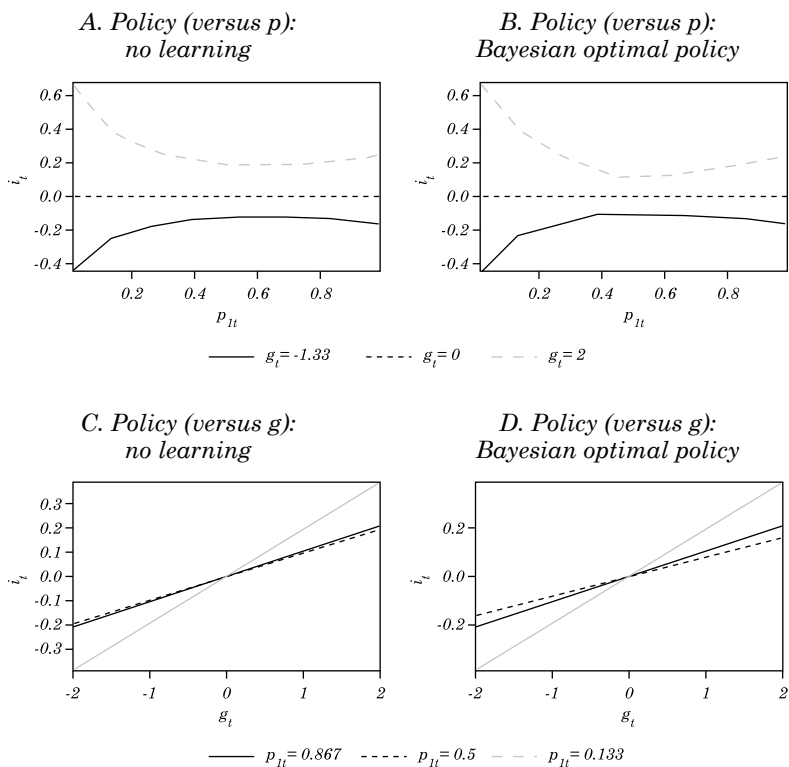 A. Policy (versus p):
no learning
B. Policy (versus p):
Bayesian optimal policy
0.6
0.4
0.2
0.0
-0.2
-0.4
i_t
0.2 0.4 0.6 0.8
p_1t
0.6
0.4
0.2
0.0
-0.2
-0.4
i_t
0.2 0.4 0.6 0.8
p_1t
g_t= -1.33 g_t= 0 g_t= 2
C. Policy (versus g):
no learning
D. Policy (versus g):
Bayesian optimal policy
0.3
0.2
0.1
0.0
-0.1
-0.2
-0.3
i_t
-2 -1 0 1 2
g_t
0.2
0.0
-0.2
i_t
-2 -1 0 1 2
g_t
p_1t= 0.867 p_1t= 0.5 p_1t= 0.133